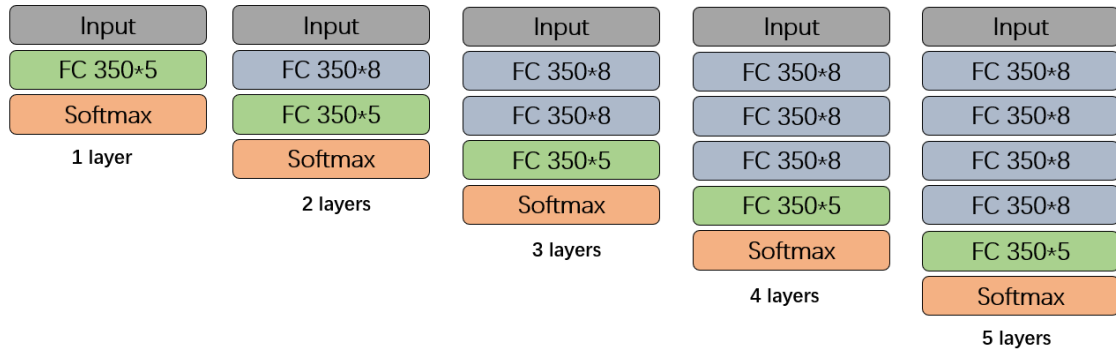 Input
FC 350*5
Softmax
1 layer
Input
FC 350*8
FC 350*5
Softmax
2 layers
Input
FC 350*8
FC 350*8
FC 350*5
Softmax
3 layers
Input
FC 350*8
FC 350*8
FC 350*8
FC 350*5
Softmax
4 layers
Input
FC 350*8
FC 350*8
FC 350*8
FC 350*8
FC 350*5
Softmax
5 layers